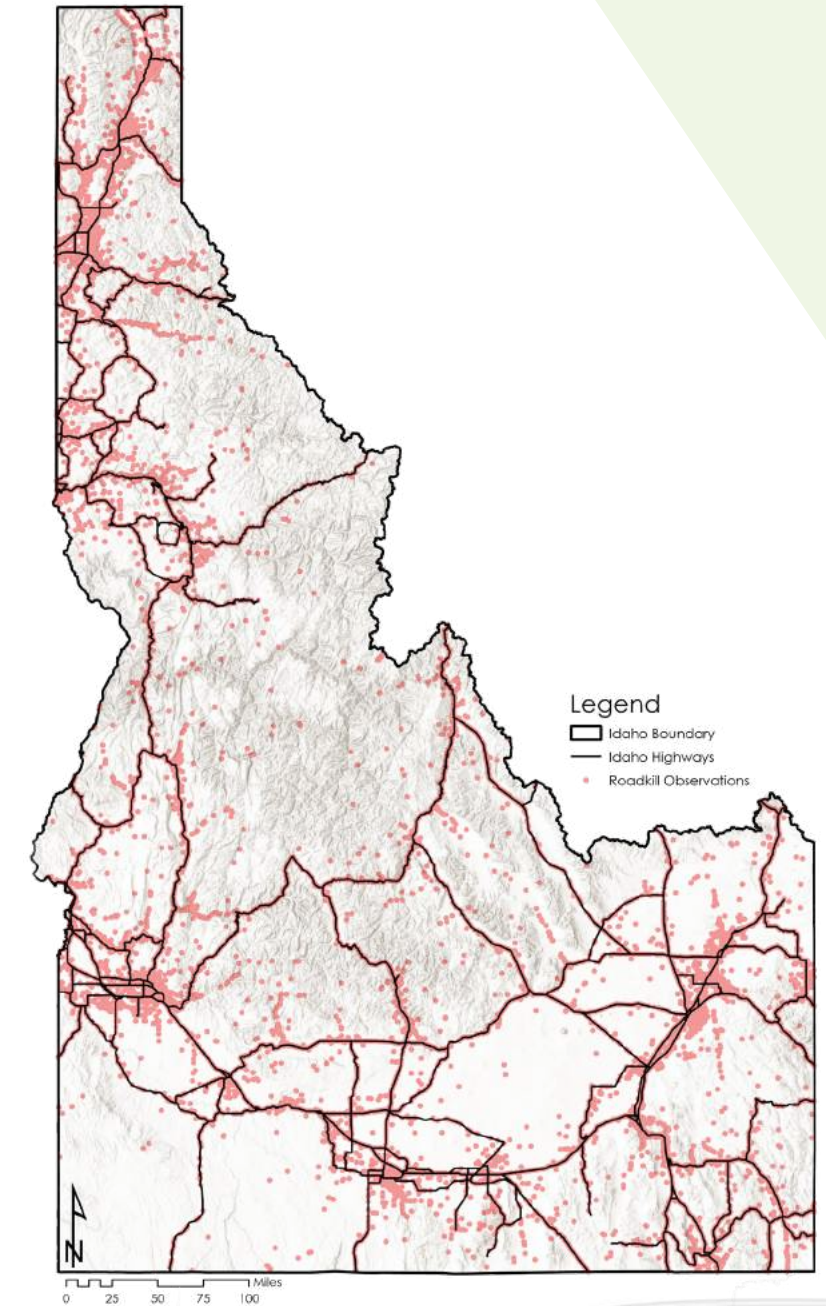 Legend
Idaho Boundary
Idaho Highways
Roadkill Observations
N
Miles
0 25 50 75 100